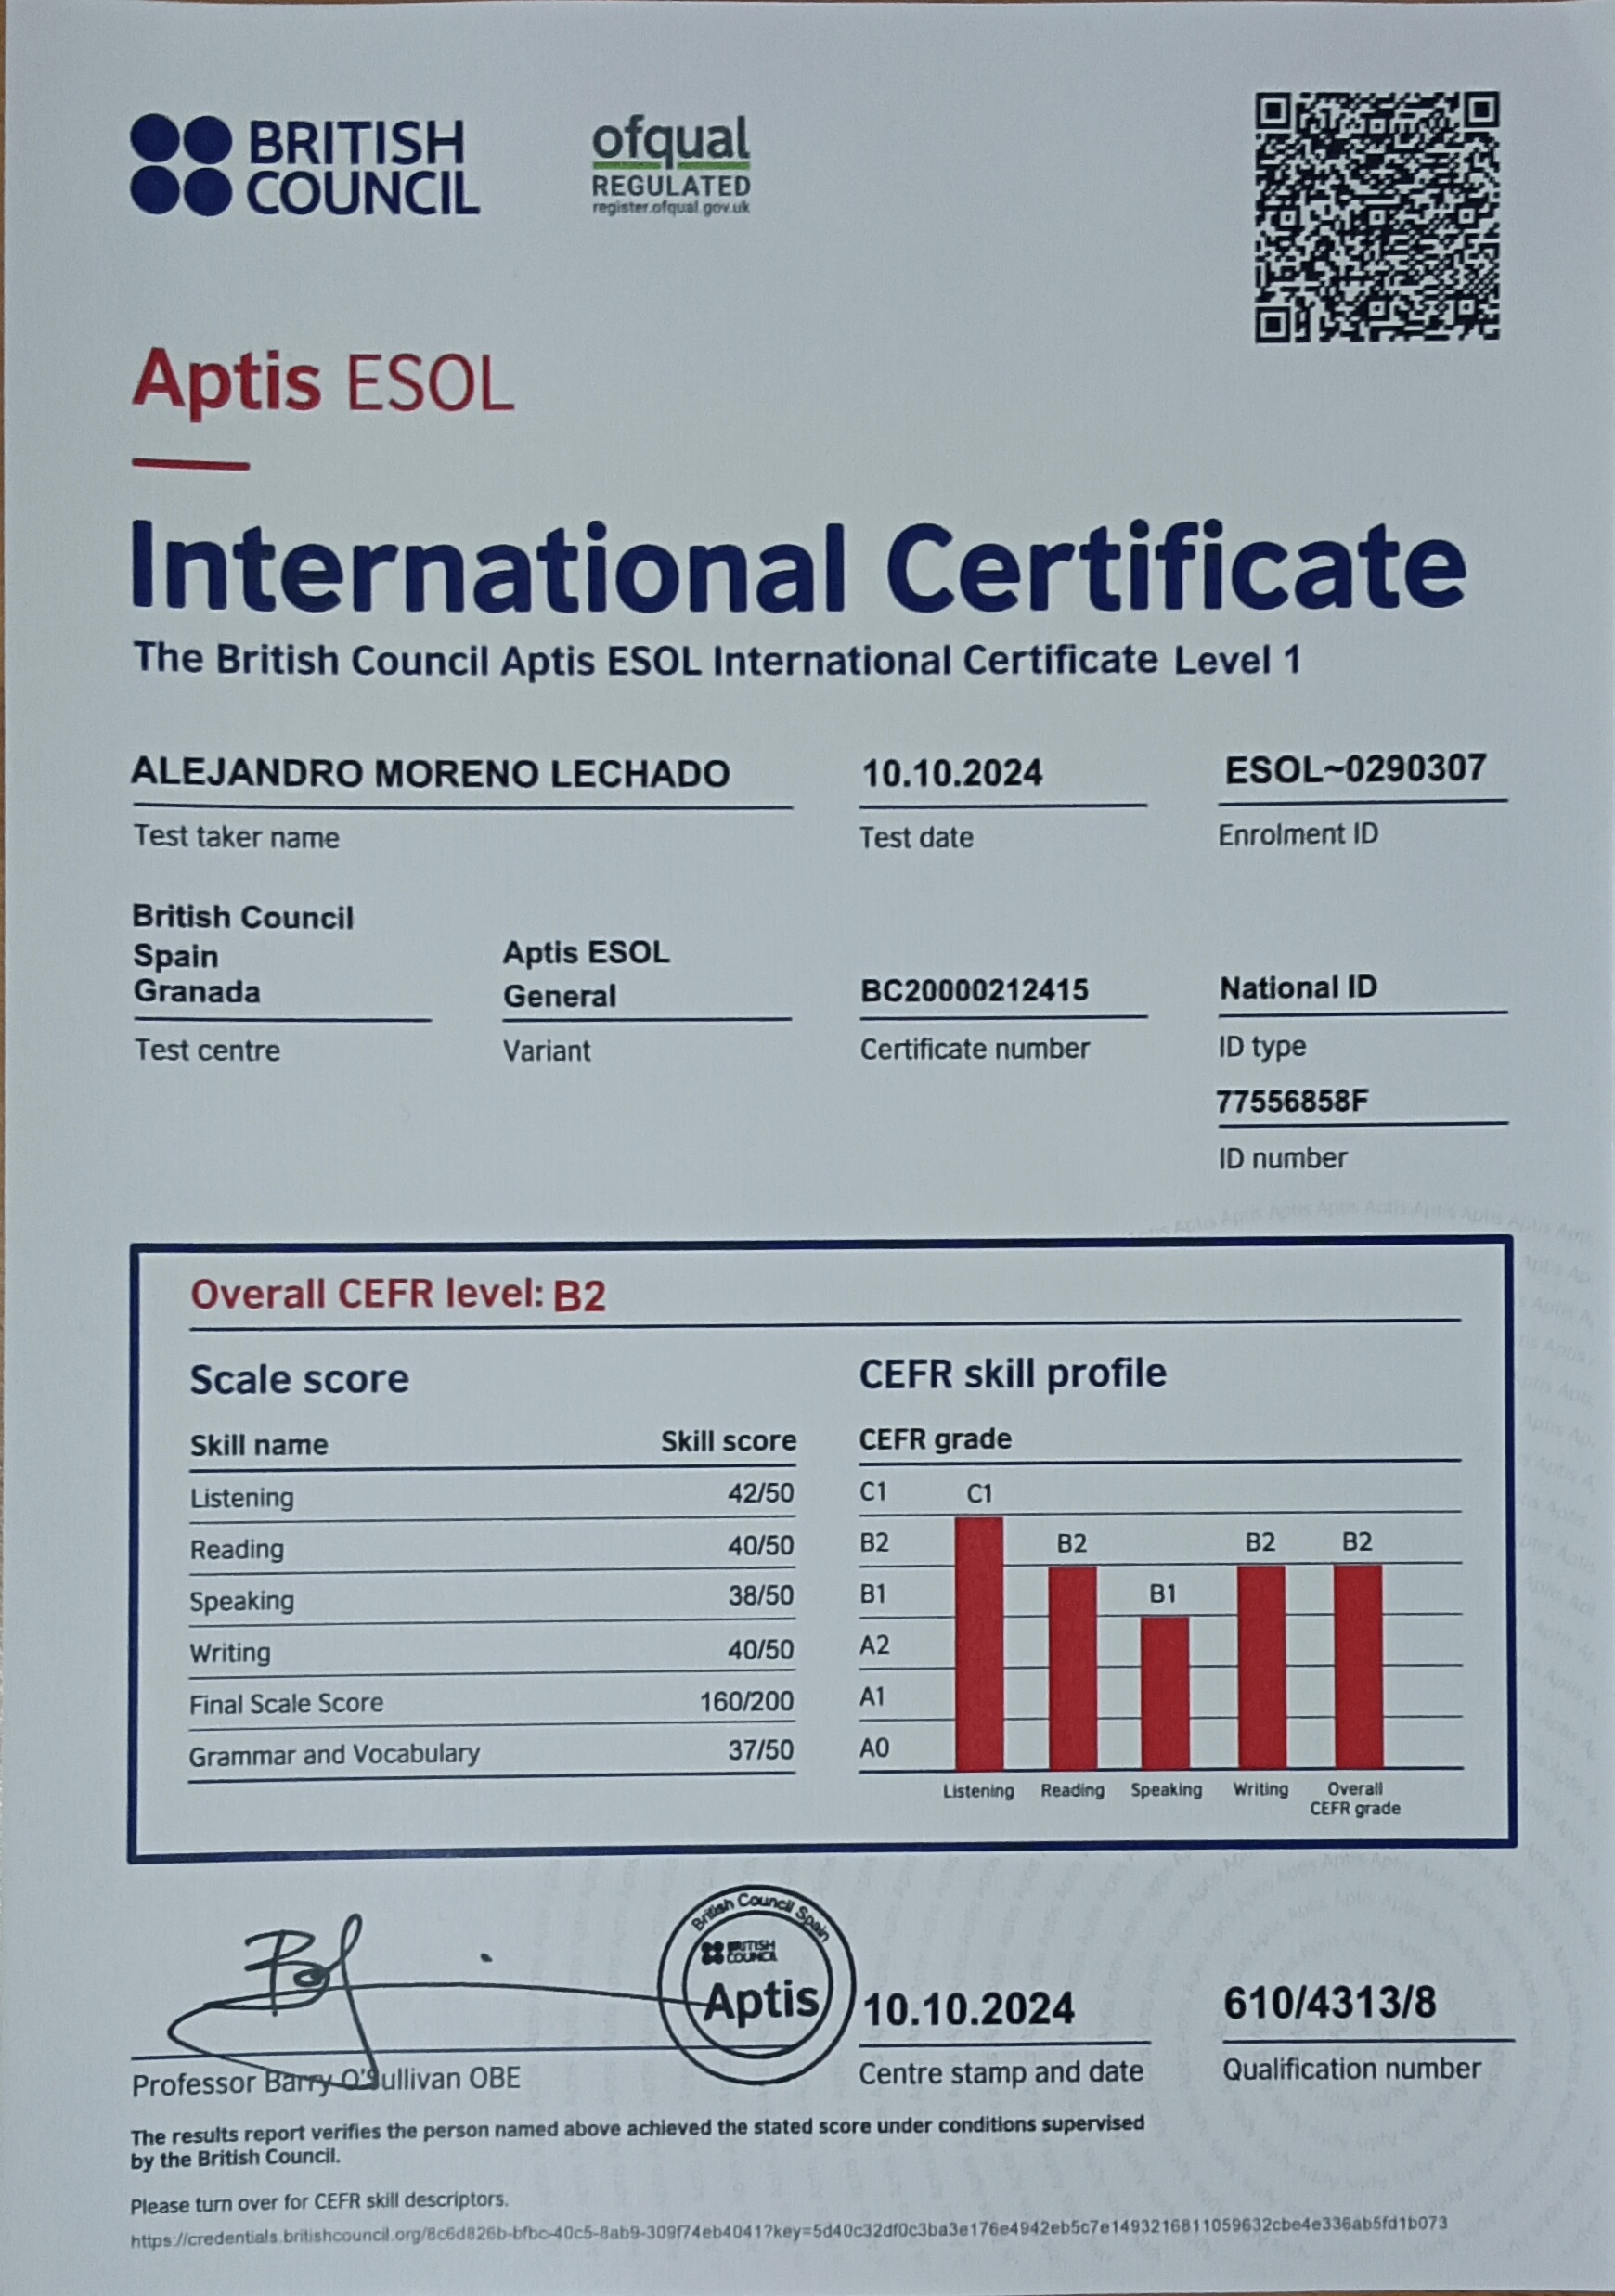 BRITISH
COUNCIL
ofqual
REGULATED
register.ofqual.gov.uk
Aptis ESOL
International Certificate
The British Council Aptis ESOL International Certificate Level 1
ALEJANDRO MORENO LECHADO
Test taker name
10.10.2024
Test date
ESOL~0290307
Enrolment ID
British Council
Spain
Granada
Test centre
Aptis ESOL
General
Variant
BC20000212415
Certificate number
National ID
ID type
77556858F
ID number
Overall CEFR level: B2
Scale score
Skill name Skill score
Listening 42/50
Reading 40/50
Speaking 38/50
Writing 40/50
Final Scale Score 160/200
Grammar and Vocabulary 37/50
CEFR skill profile
CEFR grade
C1 C1
B2 B2 B2 B2
B1 B1
A2
A1
A0
Listening Reading Speaking Writing Overall
CEFR grade
British Council Spain
BRITISH
COUNCIL
Aptis
Professor Barry O'Sullivan OBE
10.10.2024
Centre stamp and date
610/4313/8
Qualification number
The results report verifies the person named above achieved the stated score under conditions supervised
by the British Council.
Please turn over for CEFR skill descriptors.
https://credentials.britishcouncil.org/8c6d826b-bfbc-40c5-8ab9-309f74eb4041?key=5d40c32df0c3ba3e176e4942eb5c7e1493216811059632cbe4e336ab5fd1b073